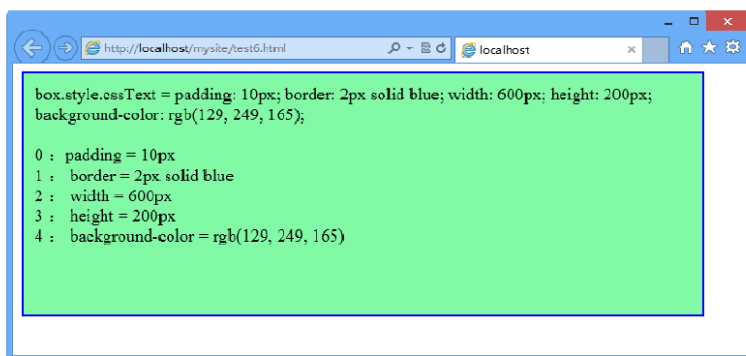 http://localhost/mysite/test6.html
localhost
box.style.cssText = padding: 10px; border: 2px solid blue; width: 600px; height: 200px;
background-color: rgb(129, 249, 165);
0 : padding = 10px
1 : border = 2px solid blue
2 : width = 600px
3 : height = 200px
4 : background-color = rgb(129, 249, 165)